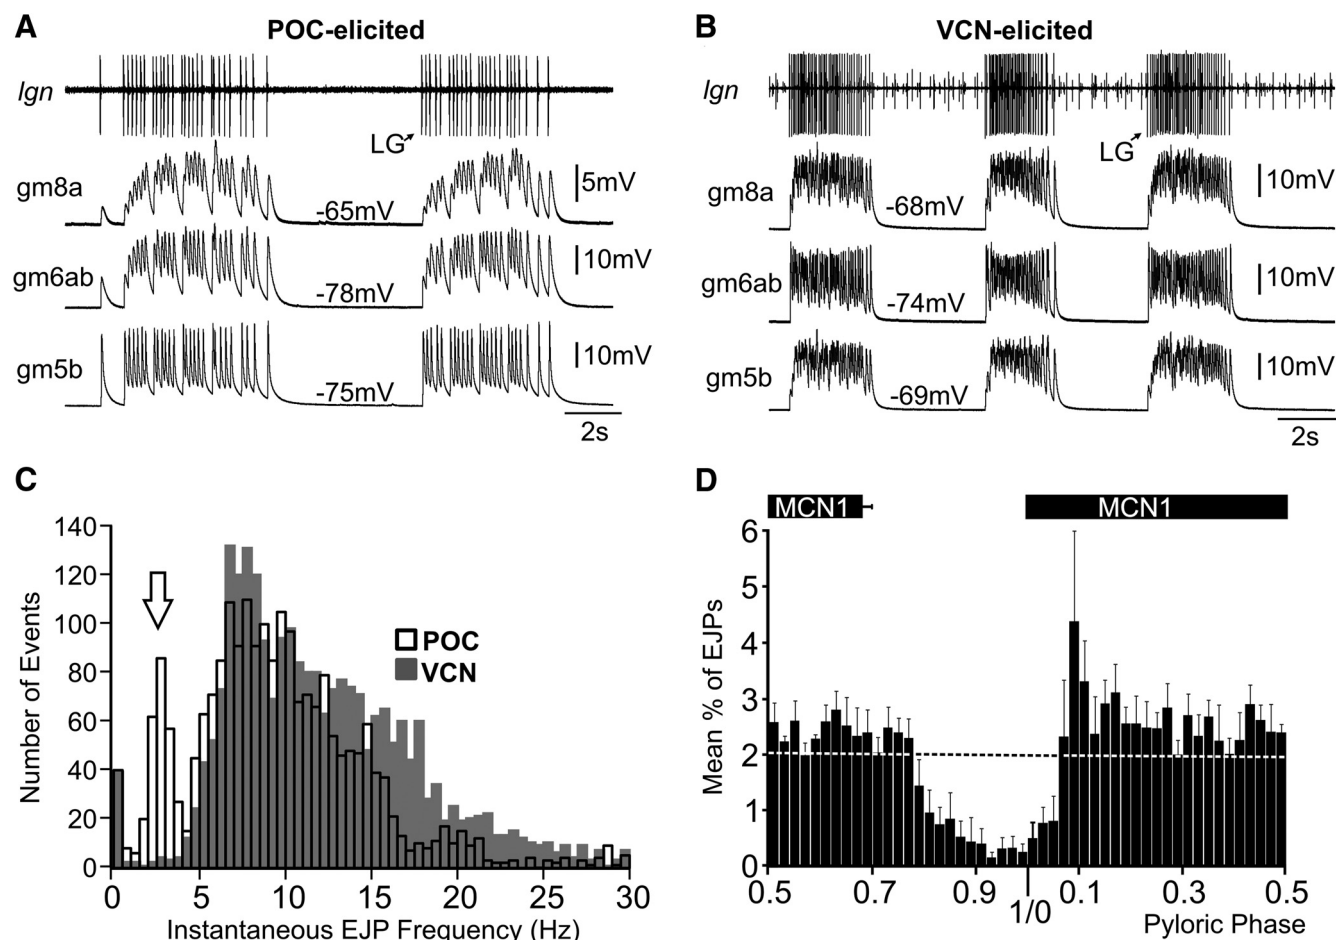 A
POC-elicited
lgn
LG
gm8a
-65mV
5mV
gm6ab
-78mV
10mV
gm5b
-75mV
10mV
2s
B
VCN-elicited
lgn
LG
gm8a
-68mV
10mV
gm6ab
-74mV
10mV
gm5b
-69mV
10mV
2s
C
140
120
100
80
60
40
20
0
Number of Events
POC
VCN
0 5 10 15 20 25 30
Instantaneous EJP Frequency (Hz)
D
MCN1 MCN1
6
5
4
3
2
1
0
Mean % of EJPs
0.5 0.7 0.9 1/0 0.1 0.3 0.5
Pyloric Phase